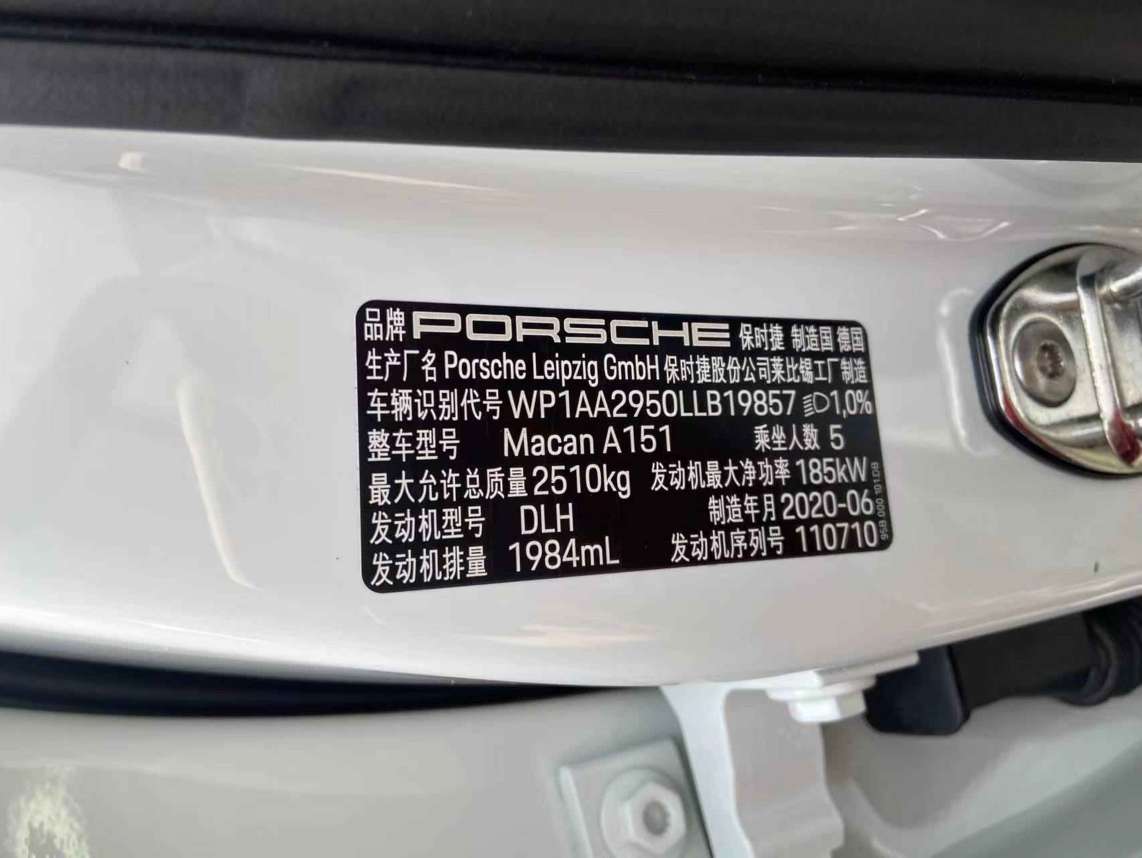 品牌 PORSCHE 保时捷 制造国 德国
生产厂名 Porsche Leipzig GmbH 保时捷股份公司莱比锡工厂制造
车辆识别代号 WP1AA2950LLB19857 1,0%
整车型号 Macan A151 乘坐人数 5
最大允许总质量 2510kg 发动机最大净功率 185kW
发动机型号 DLH 制造年月 2020-06
发动机排量 1984mL 发动机序列号 110710
95B 000 101.DB